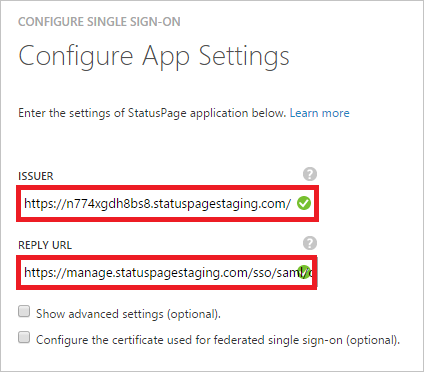 CONFIGURE SINGLE SIGN-ON
Configure App Settings
Enter the settings of StatusPage application below. Learn more
ISSUER
https://n774xgdh8bs8.statuspagestaging.com/
REPLY URL
https://manage.statuspagestaging.com/sso/saml/
Show advanced settings (optional).
Configure the certificate used for federated single sign-on (optional).